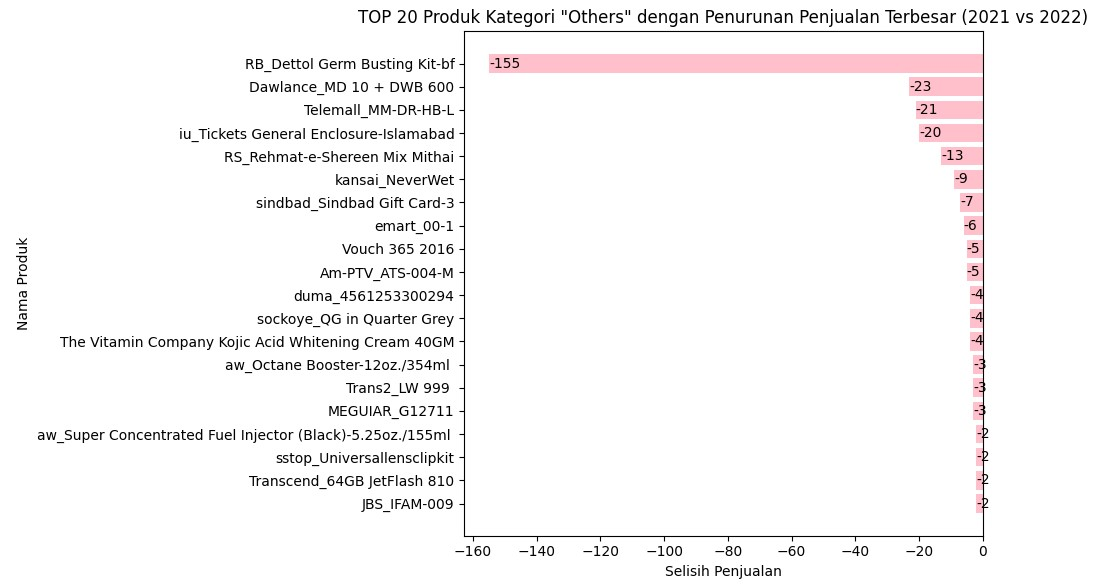 TOP 20 Produk Kategori "Others" dengan Penurunan Penjualan Terbesar (2021 vs 2022)
Nama Produk
RB_Dettol Germ Busting Kit-bf -155
Dawlance_MD 10 + DWB 600 -23
Telemall_MM-DR-HB-L -21
iu_Tickets General Enclosure-Islamabad -20
RS_Rehmat-e-Shereen Mix Mithai -13
kansai_NeverWet -9
sindbad_Sindbad Gift Card-3 -7
emart_00-1 -6
Vouch 365 2016 -5
Am-PTV_ATS-004-M -5
duma_4561253300294 -4
sockoye_QG in Quarter Grey -4
The Vitamin Company Kojic Acid Whitening Cream 40GM -4
aw_Octane Booster-12oz./354ml -3
Trans2_LW 999 -3
MEGUIAR_G12711 -3
aw_Super Concentrated Fuel Injector (Black)-5.25oz./155ml -2
sstop_Universallensclipkit -2
Transcend_64GB JetFlash 810 -2
JBS_IFAM-009 -2
−160 −140 −120 −100 −80 −60 −40 −20 0
Selisih Penjualan